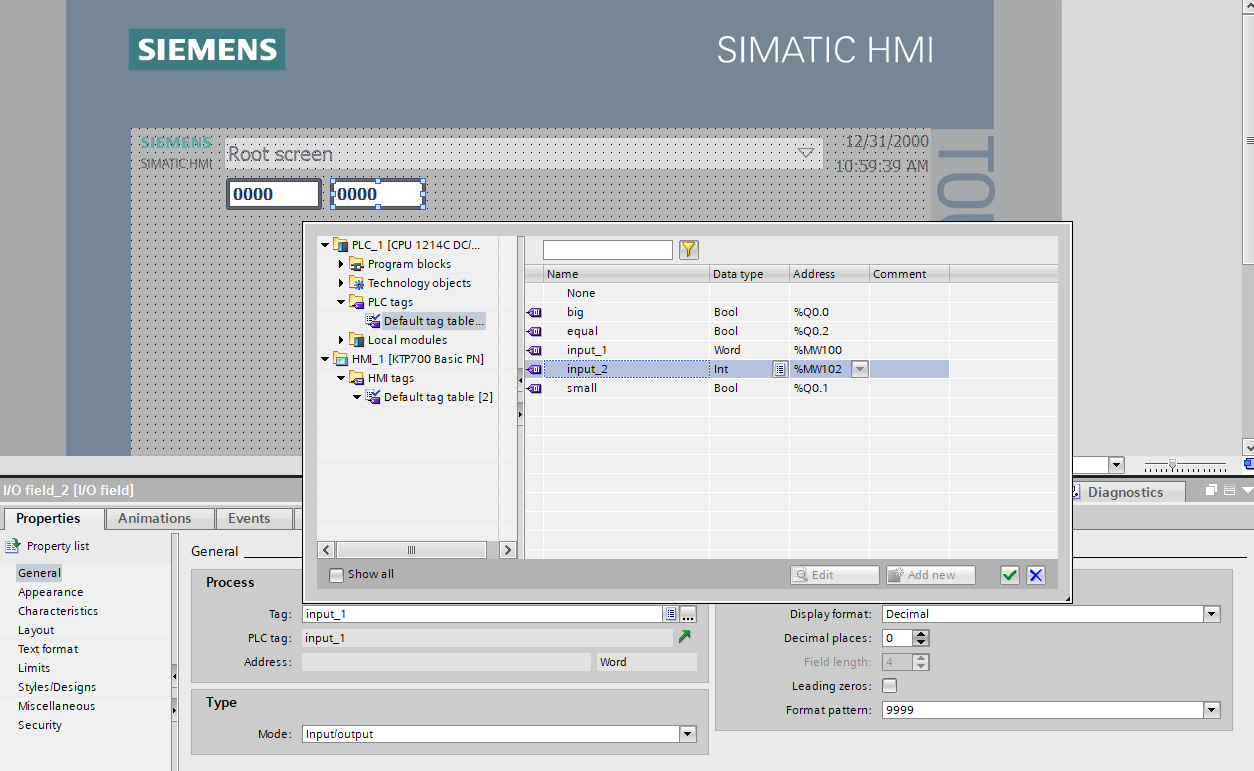 SIEMENS
SIMATIC HMI
SIEMENS
SIMATIC HMI
Root screen
12/31/2000
10:59:39 AM
TOU
0000
0000
PLC_1 [CPU 1214C DC/...
Program blocks
Technology objects
PLC tags
Default tag table...
Local modules
HMI_1 [KTP700 Basic PN]
HMI tags
Default tag table [2]
Name Data type Address Comment
None
big Bool %Q0.0
equal Bool %Q0.2
input_1 Word %MW100
input_2 Int %MW102
small Bool %Q0.1
Show all
Edit
Add new
I/O field_2 [I/O field]
Diagnostics
Properties Animations Events
Property list
General
Appearance
Characteristics
Layout
Text format
Limits
Styles/Designs
Miscellaneous
Security
General
Process
Tag: input_1 ...
PLC tag: input_1
Address: Word
Type
Mode: Input/output
Display format: Decimal
Decimal places: 0
Field length: 4
Leading zeros:
Format pattern: 9999